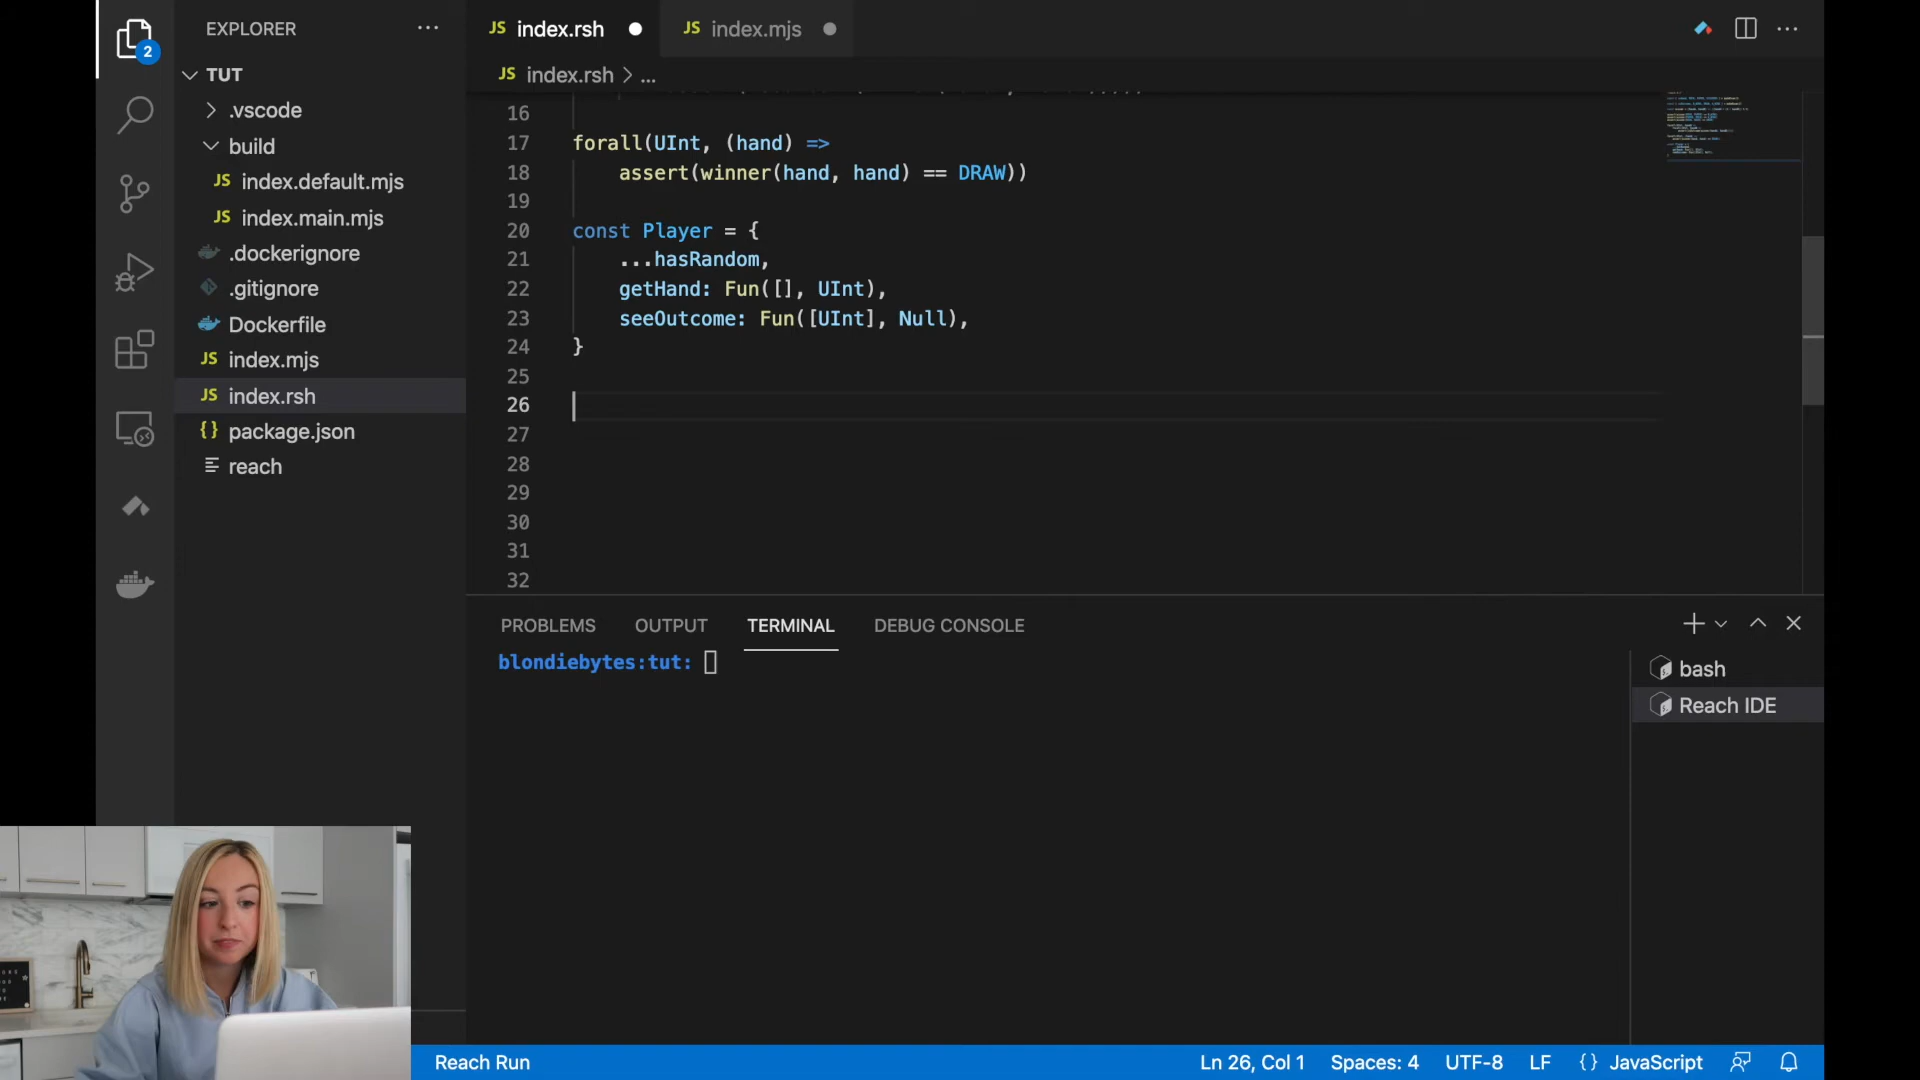 2
EXPLORER
TUT
.vscode
build
JS index.default.mjs
JS index.main.mjs
.dockerignore
.gitignore
Dockerfile
JS index.mjs
JS index.rsh
{} package.json
reach
JS index.rsh
JS index.mjs
JS index.rsh > ...
16
17 forall(UInt, (hand) =>
18 assert(winner(hand, hand) == DRAW))
19
20 const Player = {
21 ...hasRandom,
22 getHand: Fun([], UInt),
23 seeOutcome: Fun([UInt], Null),
24 }
25
26
27
28
29
30
31
32
PROBLEMS OUTPUT TERMINAL DEBUG CONSOLE
blondiebytes:tut:
bash
Reach IDE
Reach Run
Ln 26, Col 1 Spaces: 4 UTF-8 LF {} JavaScript